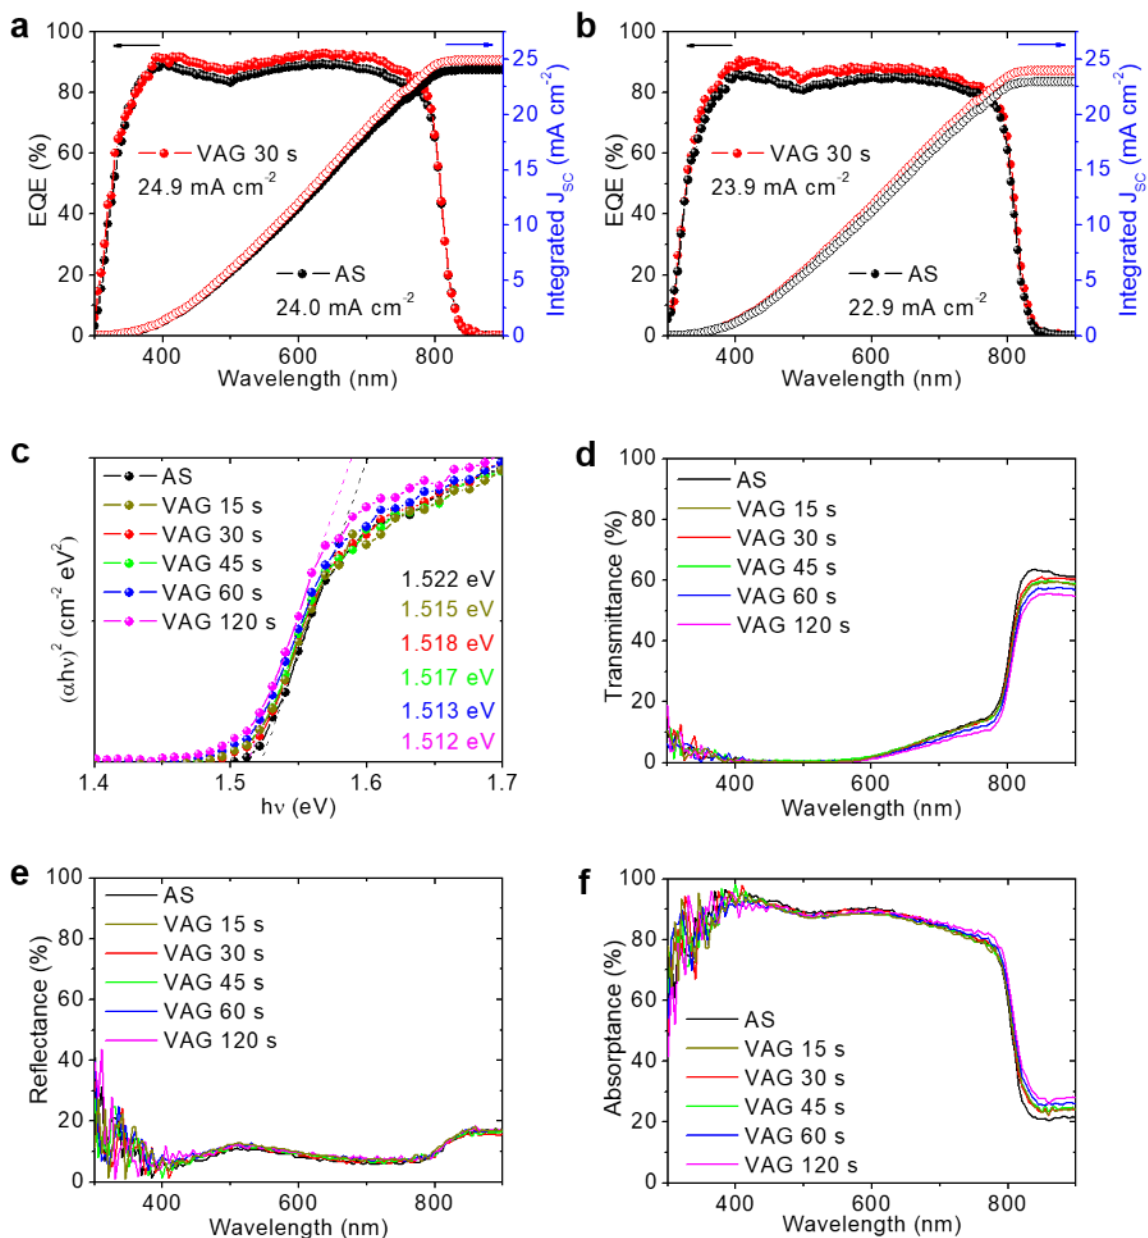 a
100
80
60
40
20
0
EQE (%)
VAG 30 s
24.9 mA cm-2
AS
24.0 mA cm-2
25
20
15
10
5
0
Integrated JSC (mA cm-2)
400 600 800
Wavelength (nm)
b
100
80
60
40
20
0
EQE (%)
VAG 30 s
23.9 mA cm-2
AS
22.9 mA cm-2
25
20
15
10
5
0
Integrated JSC (mA cm-2)
400 600 800
Wavelength (nm)
c
AS
VAG 15 s
VAG 30 s
VAG 45 s
VAG 60 s
VAG 120 s
(αhν)2 (cm-2 eV2)
1.522 eV
1.515 eV
1.518 eV
1.517 eV
1.513 eV
1.512 eV
1.4 1.5 1.6 1.7
hν (eV)
d
100
80
60
40
20
0
Transmittance (%)
AS
VAG 15 s
VAG 30 s
VAG 45 s
VAG 60 s
VAG 120 s
400 600 800
Wavelength (nm)
e
100
80
60
40
20
0
Reflectance (%)
AS
VAG 15 s
VAG 30 s
VAG 45 s
VAG 60 s
VAG 120 s
400 600 800
Wavelength (nm)
f
100
80
60
40
20
0
Absorptance (%)
AS
VAG 15 s
VAG 30 s
VAG 45 s
VAG 60 s
VAG 120 s
400 600 800
Wavelength (nm)